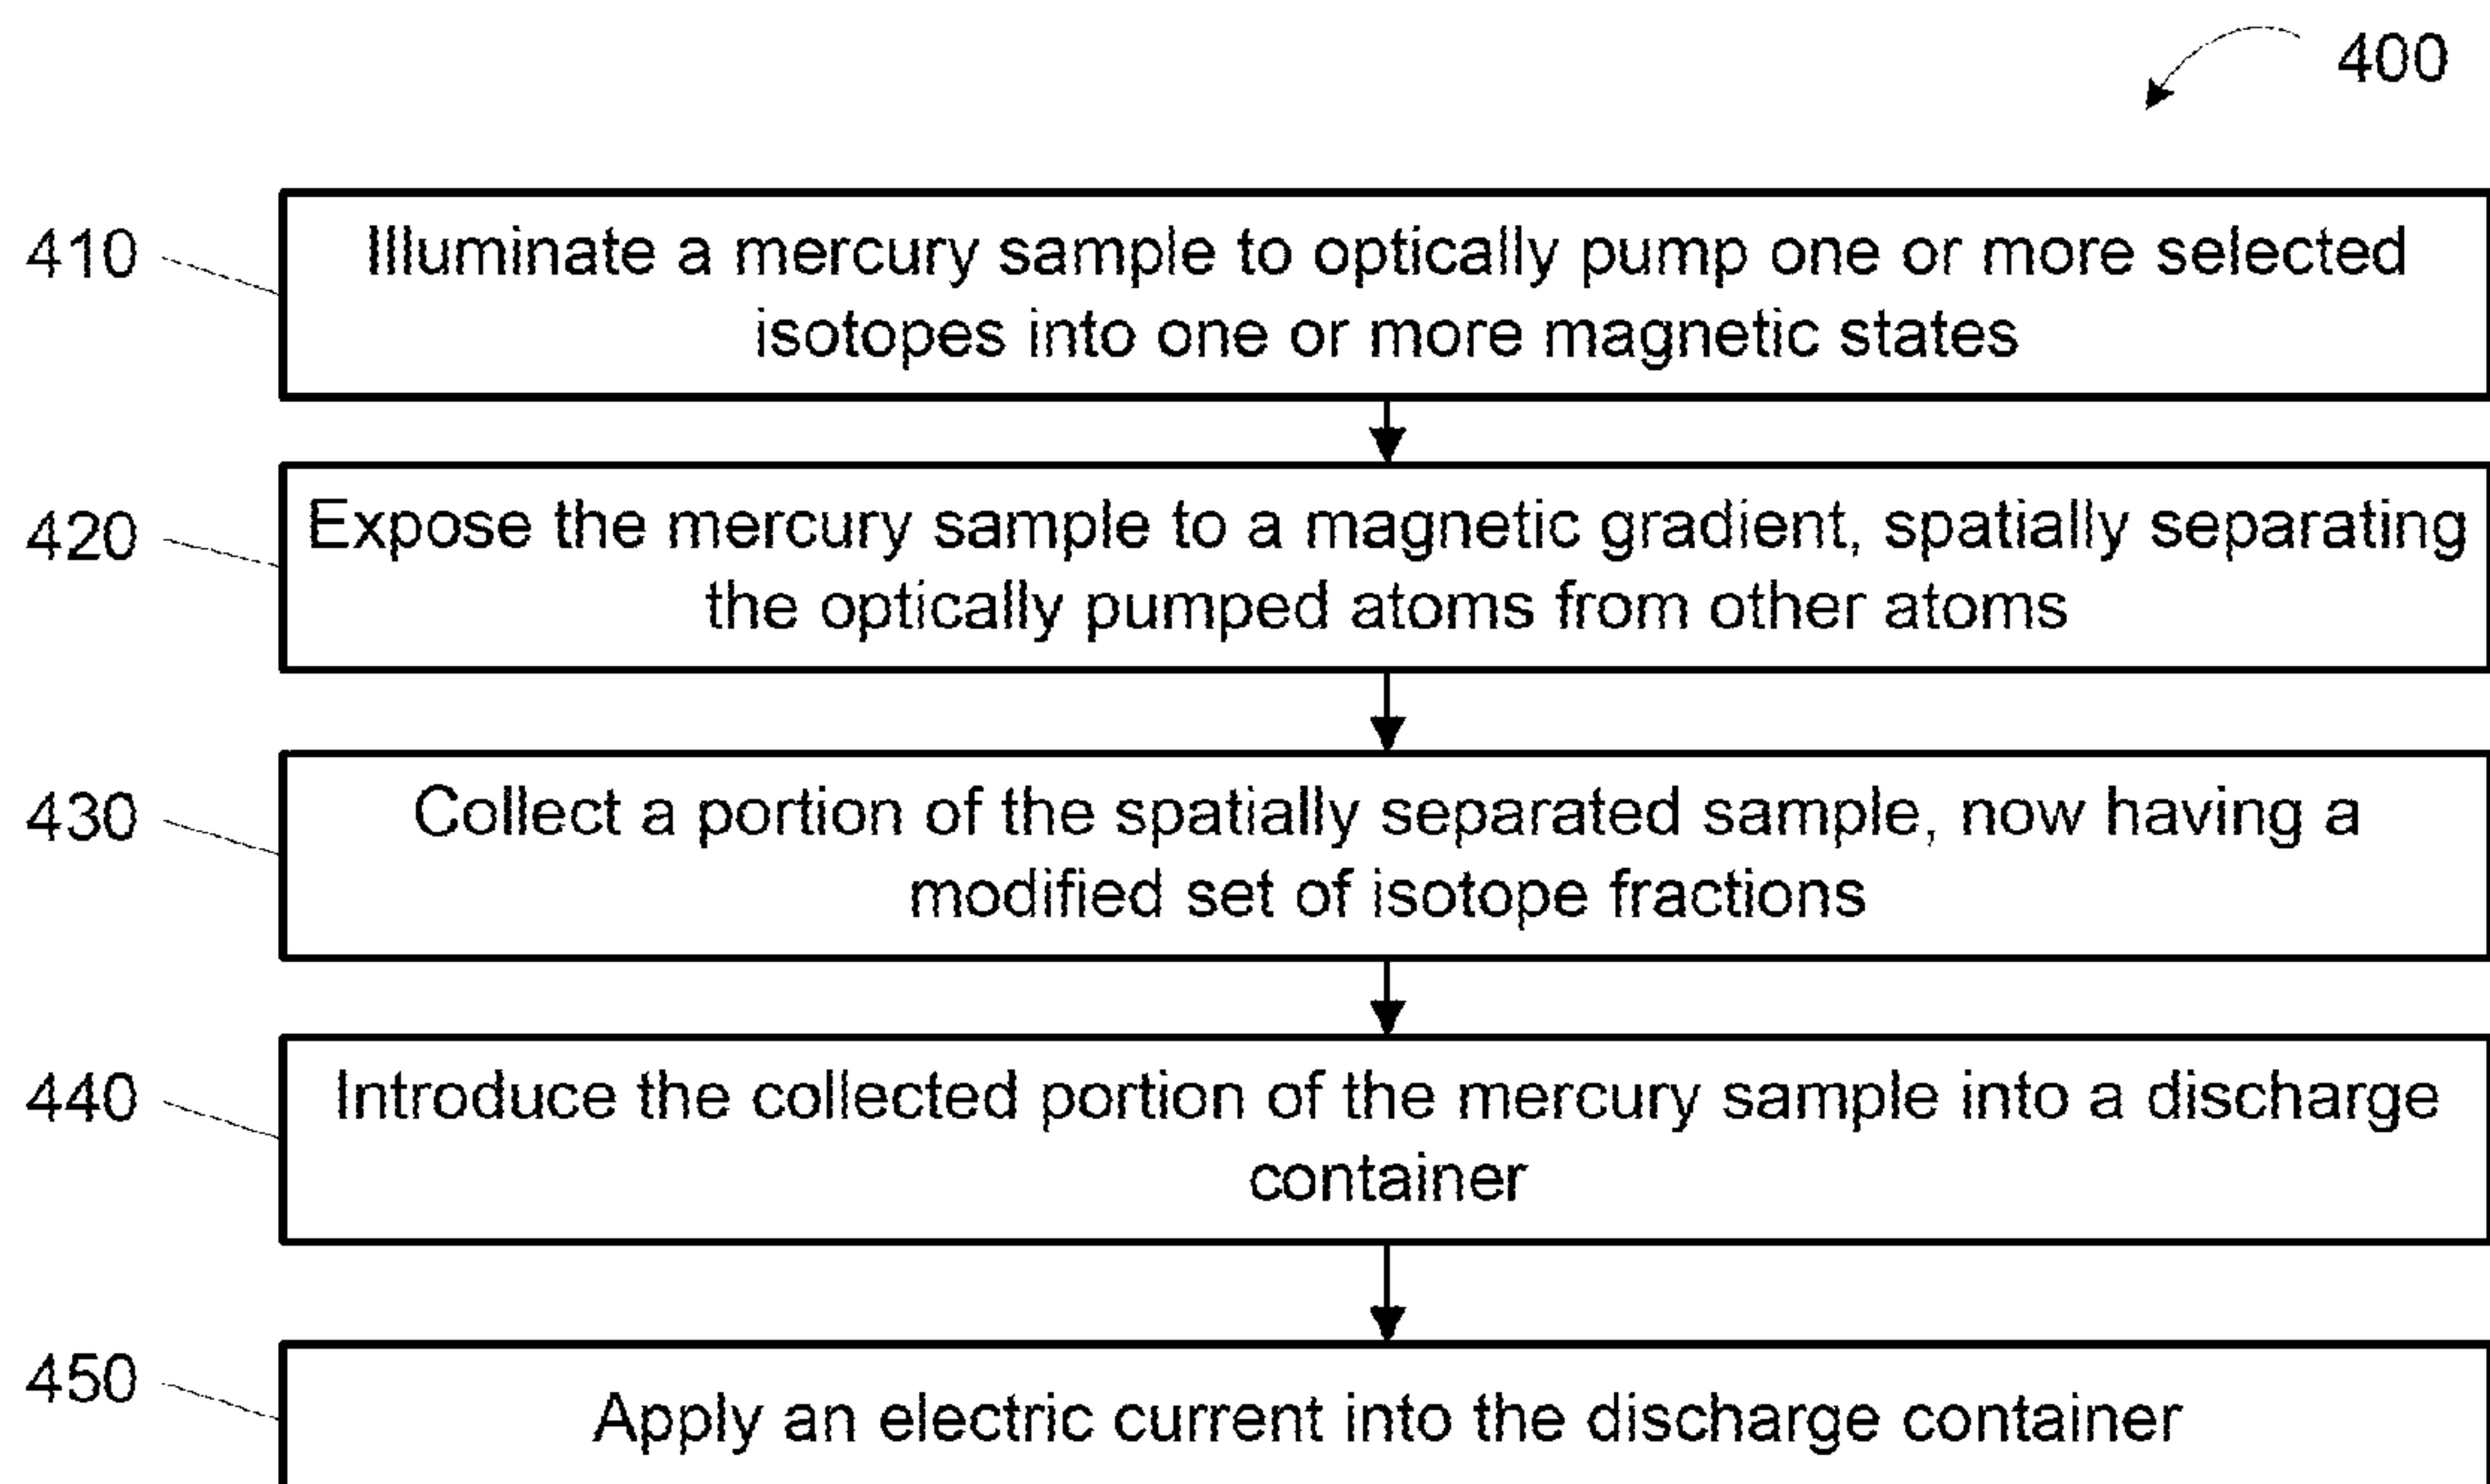 400
410
Illuminate a mercury sample to optically pump one or more selected
isotopes into one or more magnetic states
420
Expose the mercury sample to a magnetic gradient, spatially separating
the optically pumped atoms from other atoms
430
Collect a portion of the spatially separated sample, now having a
modified set of isotope fractions
440
Introduce the collected portion of the mercury sample into a discharge
container
450
Apply an electric current into the discharge container